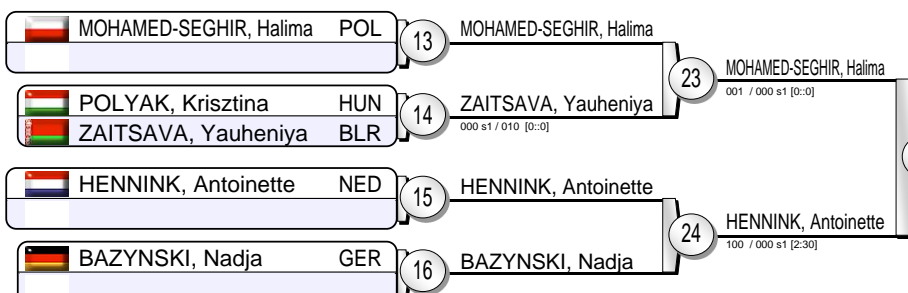 MOHAMED-SEGHIR, Halima POL
13
MOHAMED-SEGHIR, Halima
23
MOHAMED-SEGHIR, Halima
001 / 000 s1 [0::0]
POLYAK, Krisztina HUN
ZAITSAVA, Yauheniya BLR
14
ZAITSAVA, Yauheniya
000 s1 / 010 [0::0]
HENNINK, Antoinette NED
15
HENNINK, Antoinette
24
HENNINK, Antoinette
100 / 000 s1 [2:30]
BAZYNSKI, Nadja GER
16
BAZYNSKI, Nadja